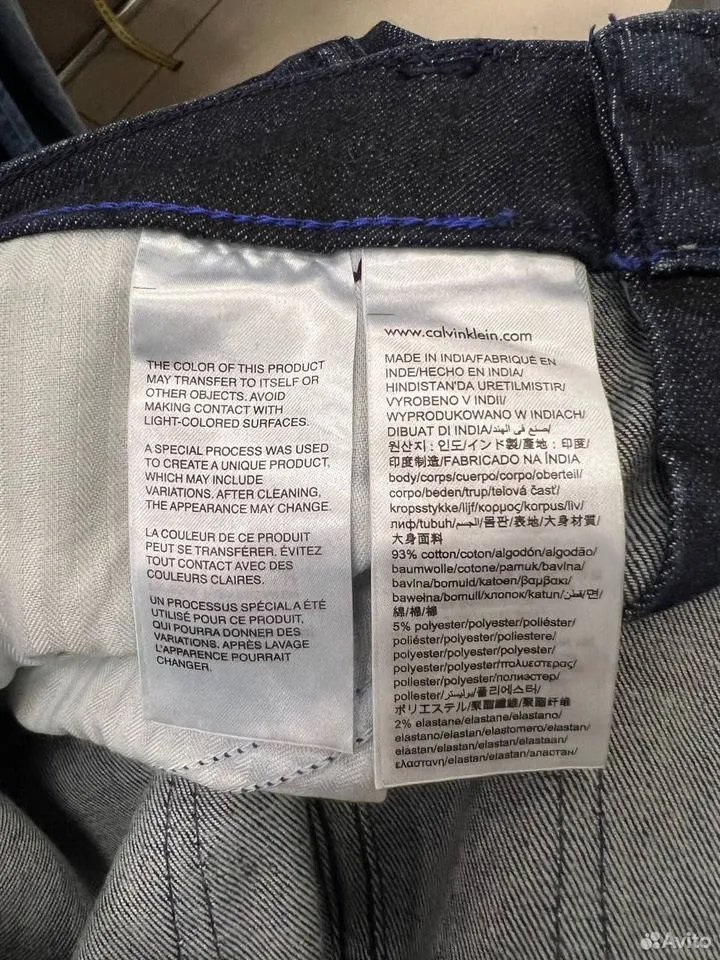 THE COLOR OF THIS PRODUCT
MAY TRANSFER TO ITSELF OR
OTHER OBJECTS. AVOID
MAKING CONTACT WITH
LIGHT-COLORED SURFACES.
A SPECIAL PROCESS WAS USED
TO CREATE A UNIQUE PRODUCT,
WHICH MAY INCLUDE
VARIATIONS. AFTER CLEANING,
THE APPEARANCE MAY CHANGE.
LA COULEUR DE CE PRODUIT
PEUT SE TRANSFÉRER. ÉVITEZ
TOUT CONTACT AVEC DES
COULEURS CLAIRES.
UN PROCESSUS SPÉCIAL A ÉTÉ
UTILISÉ POUR CE PRODUIT,
QUI POURRA DONNER DES
VARIATIONS. APRÈS LAVAGE
L'APPARENCE POURRAIT
CHANGER.
www.calvinklein.com
MADE IN INDIA/FABRIQUÉ EN
INDE/HECHO EN INDIA/
HINDISTAN'DA URETILMISTIR/
VYROBENO V INDII/
WYPRODUKOWANO W INDIACH/
DIBUAT DI INDIA/صنع في الهند/
원산지: 인도/インド製/產地: 印度/
印度制造/FABRICADO NA ÍNDIA
body/corps/cuerpo/corpo/oberteil/
corpo/beden/trup/telová časť/
kropsstykke/lijf/κορμος/korpus/liv/
лиф/tubuh/الجسم/몸판/表地/大身材質/
大身面料
93% cotton/coton/algodón/algodão/
baumwolle/cotone/pamuk/bavlna/
bavlna/bomuld/katoen/βαμβακι/
bawełna/bomull/хлопок/katun/قطن/면/
綿/棉/棉
5% polyester/polyester/poliéster/
poliéster/polyester/poliestere/
polyester/polyester/polyester/
polyester/polyester/πολυεστερας/
poliester/polyester/полиэстер/
poliester/بوليستر/폴리에스터/
ポリエステル/聚酯纖維/聚酯纤维
2% elastane/elastane/elastano/
elastano/elastan/elastomero/elastan/
elastan/elastan/elastan/elastaan/
ελαστανη/elastan/elastan/эластан/
Avito